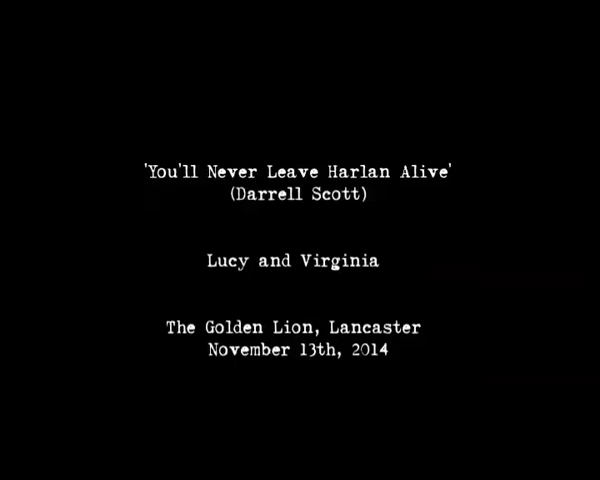 'You'll Never Leave Harlan Alive'
(Darrell Scott)
Lucy and Virginia
The Golden Lion, Lancaster
November 13th, 2014